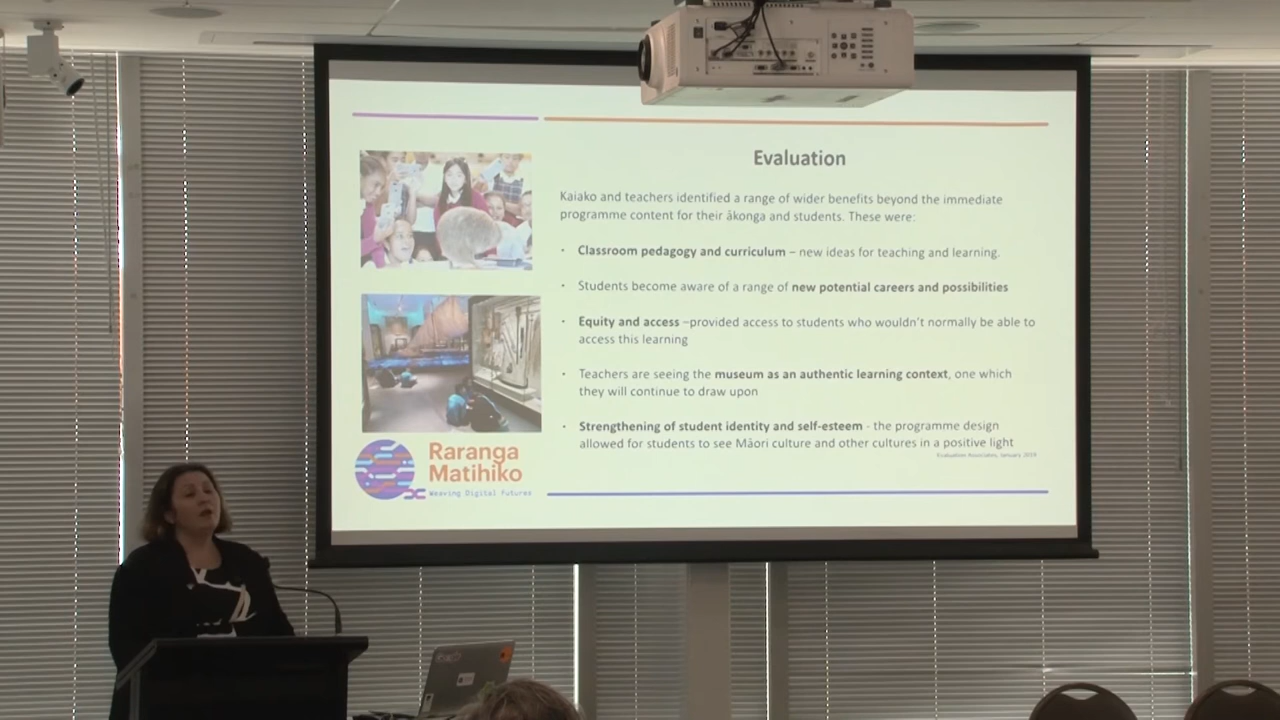 Evaluation
Kaiako and teachers identified a range of wider benefits beyond the immediate
programme content for their ākonga and students. These were:
• Classroom pedagogy and curriculum – new ideas for teaching and learning.
• Students become aware of a range of new potential careers and possibilities
• Equity and access –provided access to students who wouldn't normally be able to
access this learning
• Teachers are seeing the museum as an authentic learning context, one which
they will continue to draw upon
• Strengthening of student identity and self-esteem - the programme design
allowed for students to see Māori culture and other cultures in a positive light
Evaluation Associates, January 2019
Raranga
Matihiko
Weaving Digital Futures